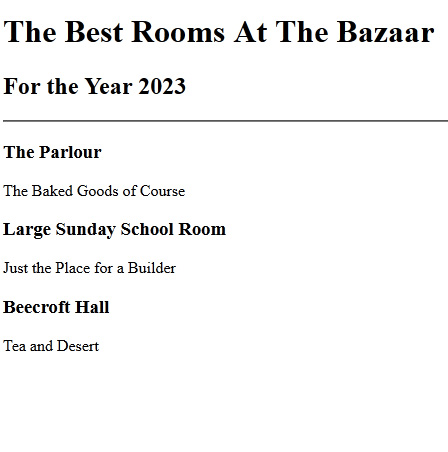 The Best Rooms At The Bazaar
For the Year 2023
The Parlour
The Baked Goods of Course
Large Sunday School Room
Just the Place for a Builder
Beecroft Hall
Tea and Desert